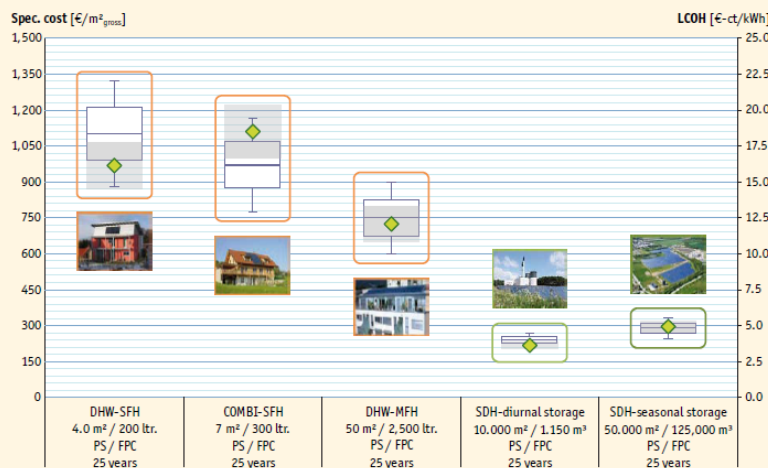 Spec. cost [€/m²gross]
LCOH [€-ct/kWh]
1,500
25.0
1,350
22.5
1,200
20.0
1,050
17.5
900
15.0
750
12.5
600
10.0
450
7.5
300
5.0
150
2.5
0
0.0
DHW-SFH
4.0 m² / 200 ltr.
PS / FPC
25 years
COMBI-SFH
7 m² / 300 ltr.
PS / FPC
25 years
DHW-MFH
50 m² / 2,500 ltr.
PS / FPC
25 years
SDH-diurnal storage
10.000 m² / 1.150 m³
PS / FPC
25 years
SDH-seasonal storage
50.000 m² / 125,000 m³
PS / FPC
25 years